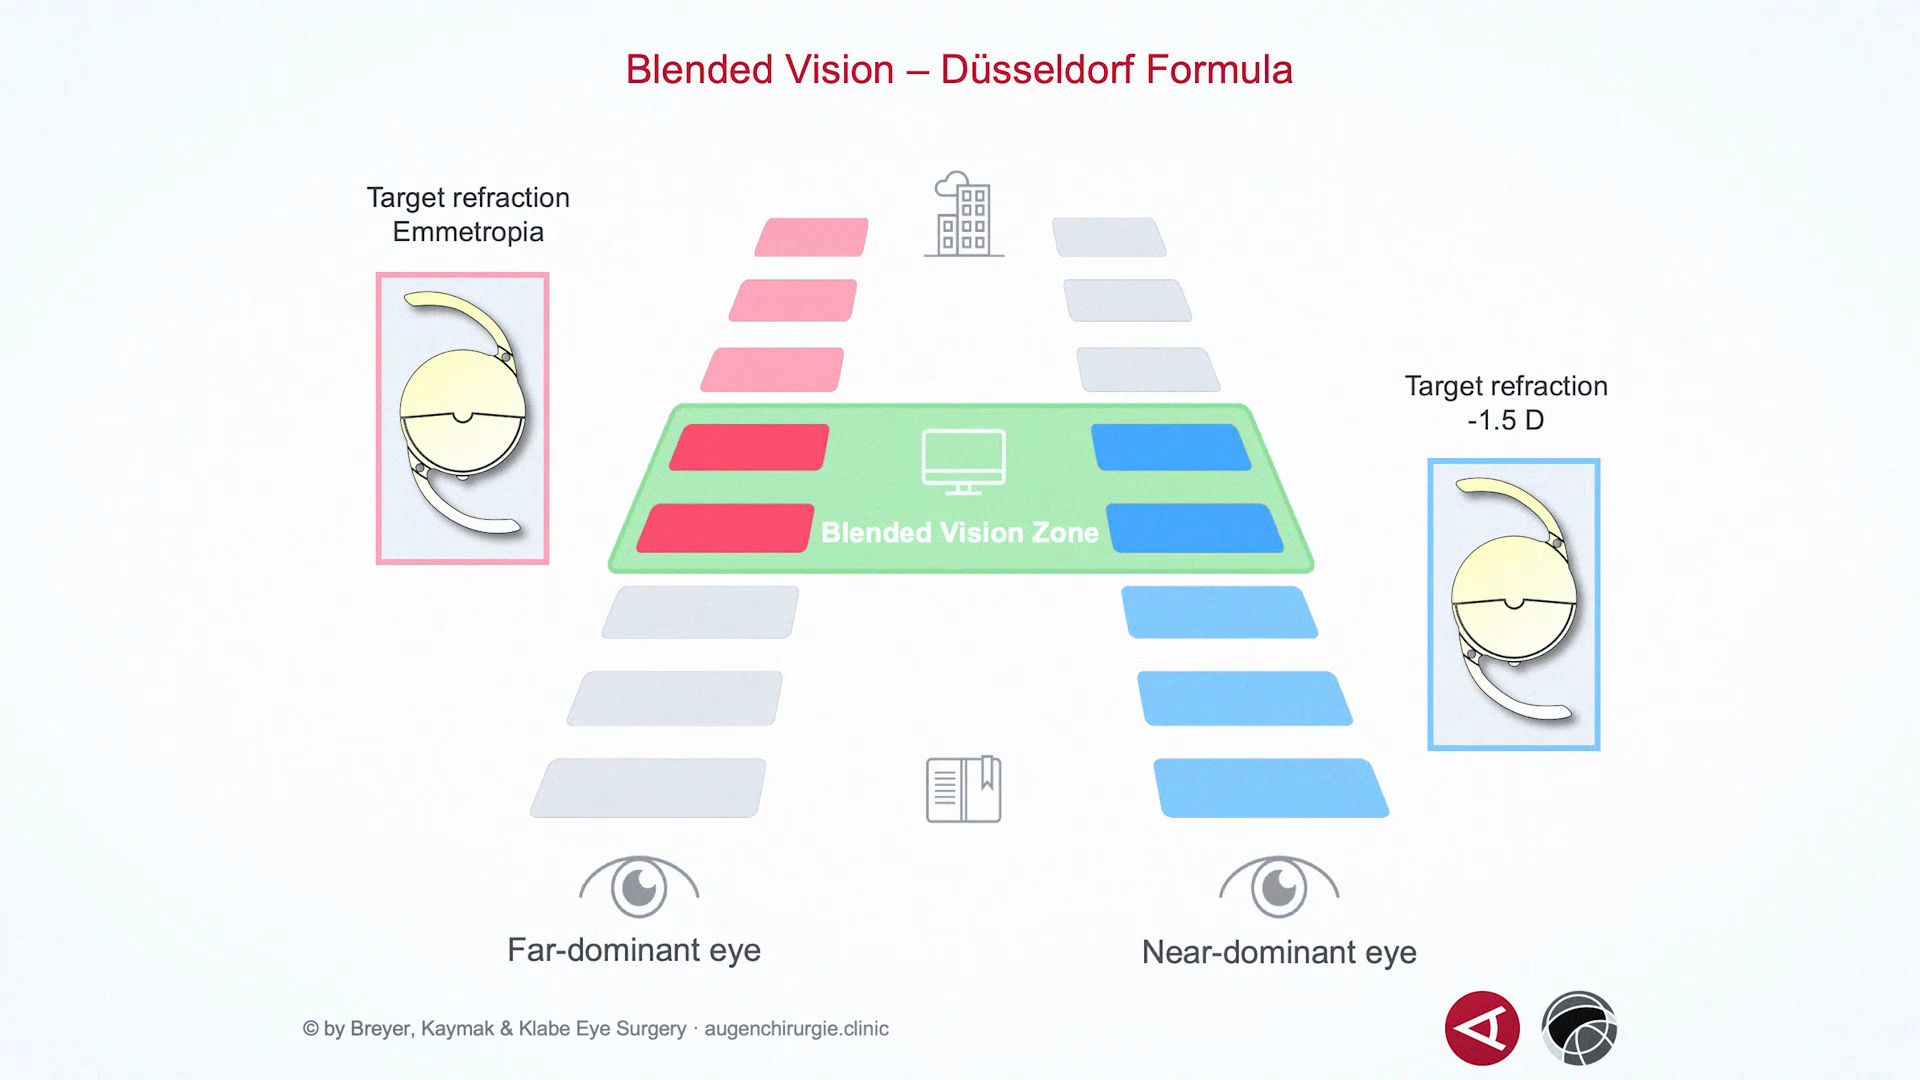 Blended Vision – Düsseldorf Formula
Target refraction
Emmetropia
Target refraction
-1.5 D
Blended Vision Zone
Far-dominant eye
Near-dominant eye
© by Breyer, Kaymak & Klabe Eye Surgery · augenchirurgie.clinic